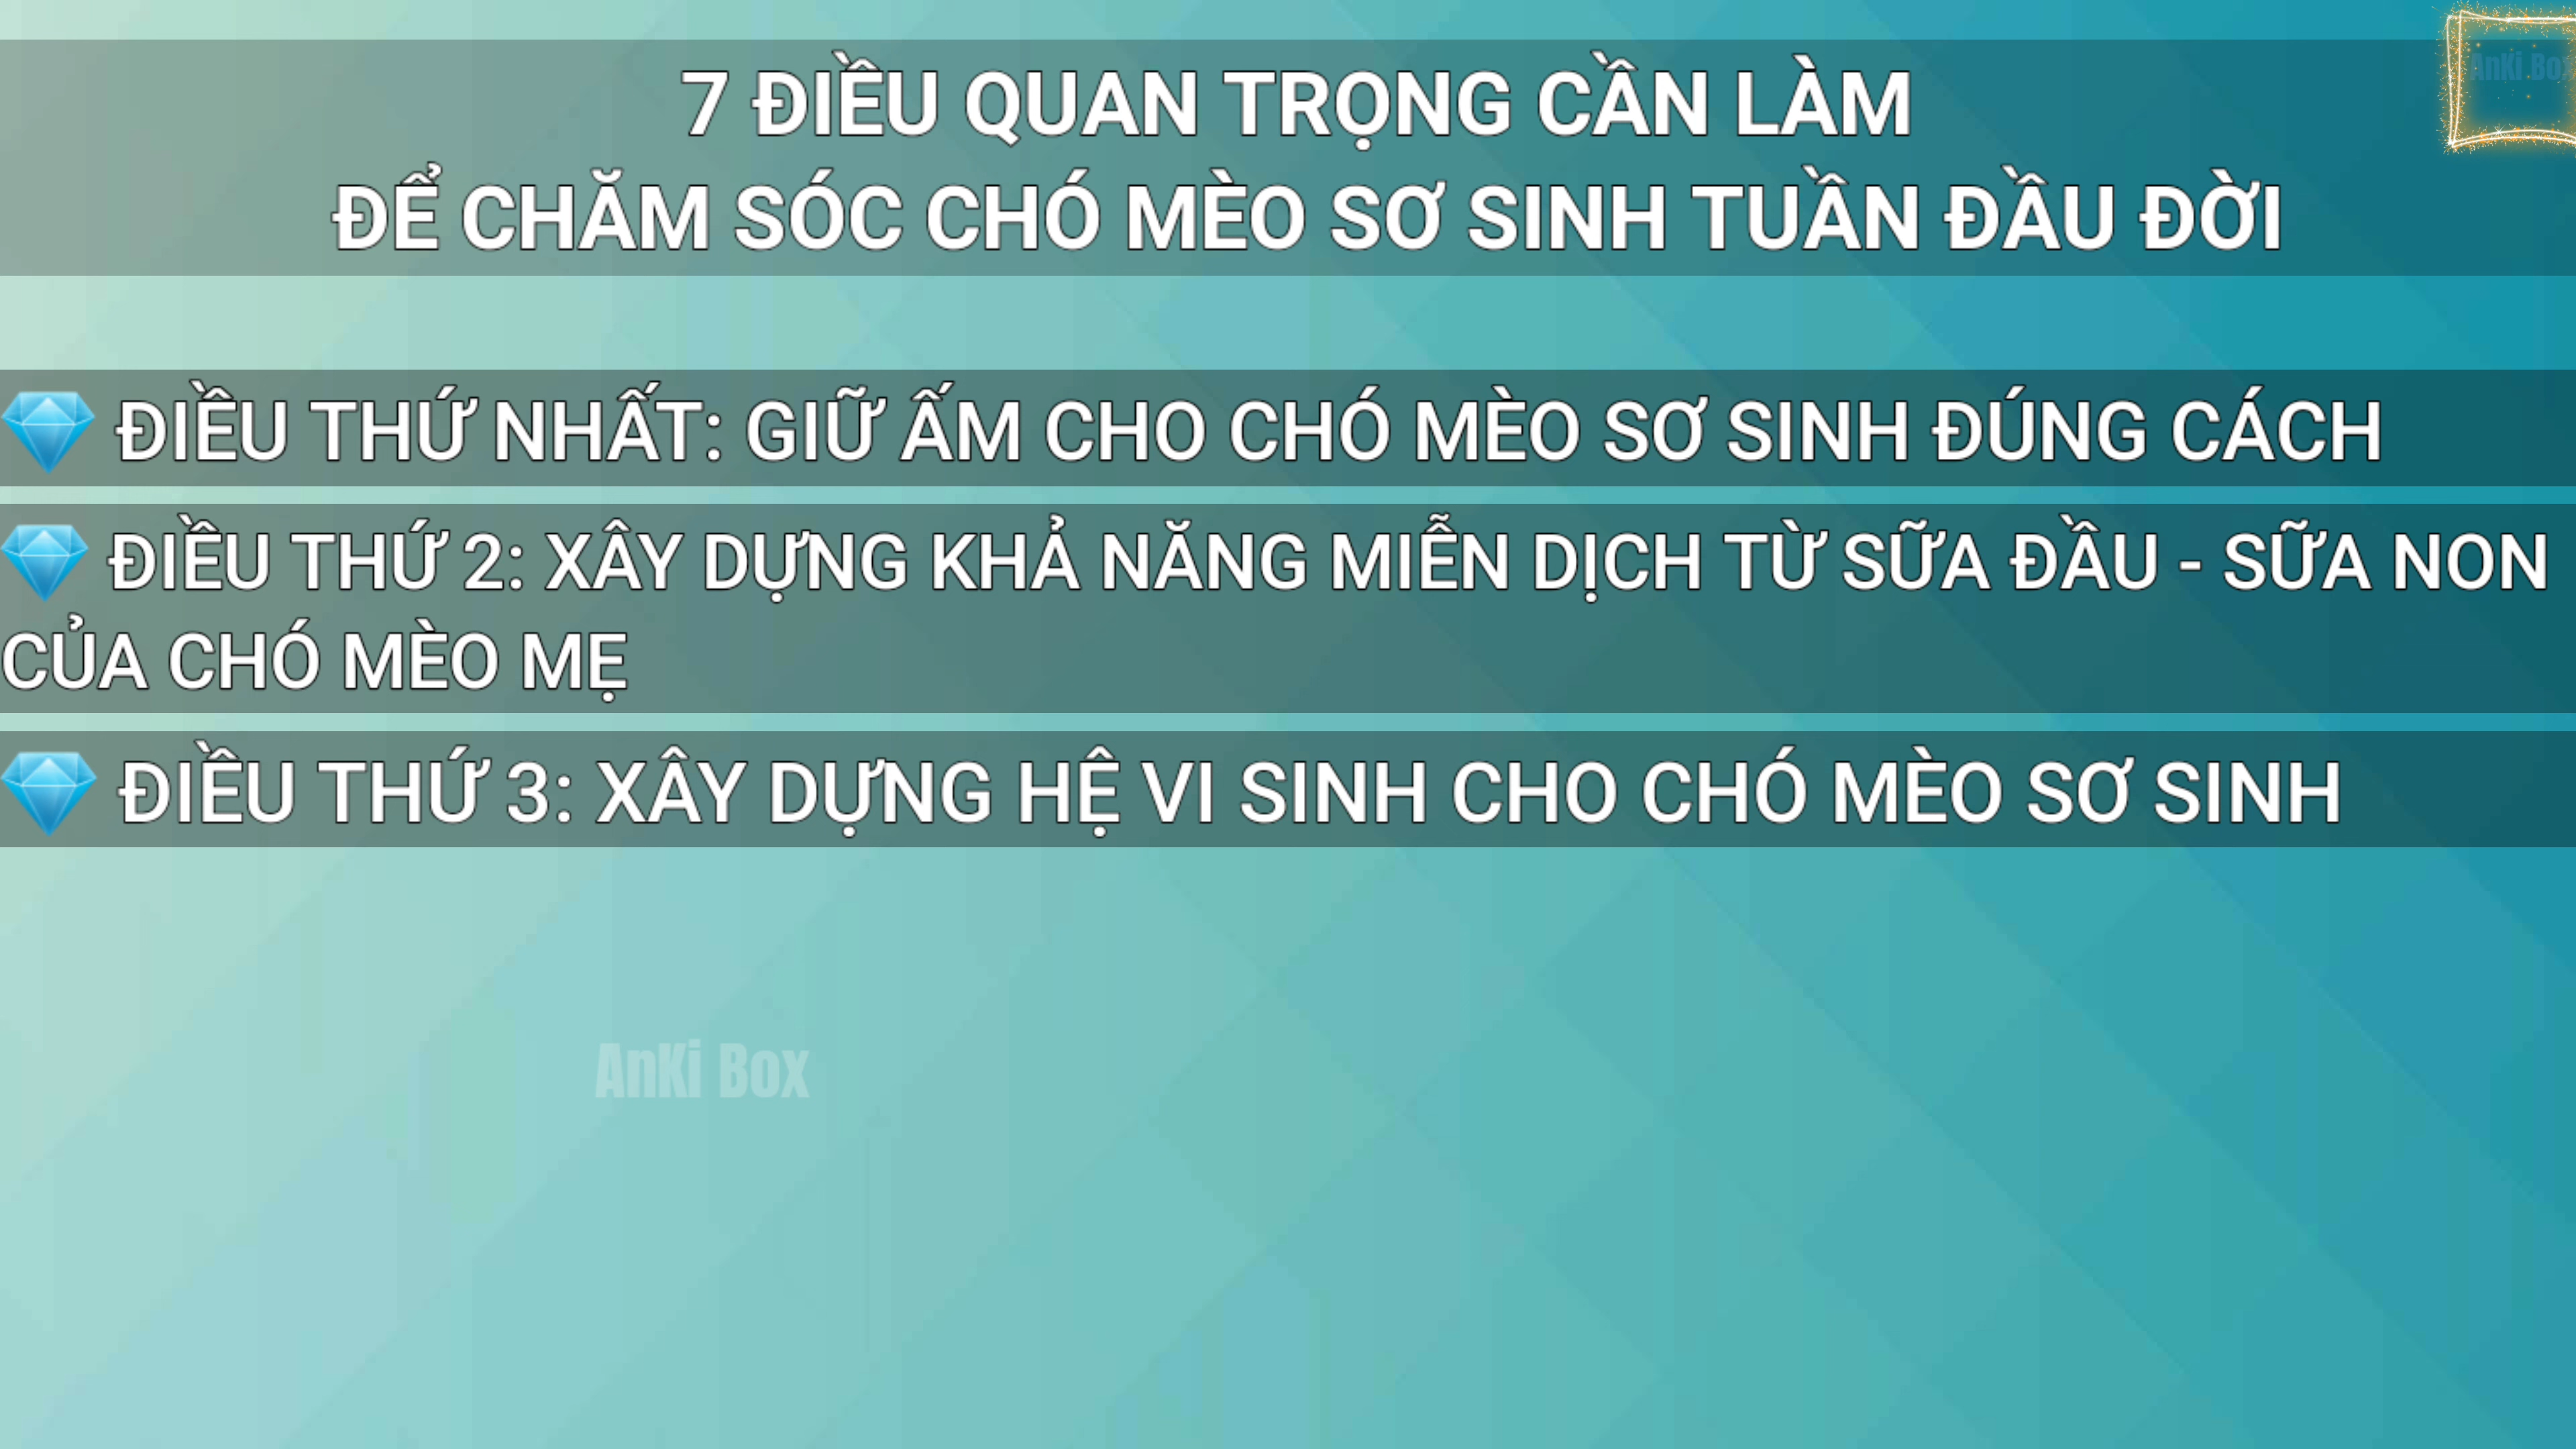 7 ĐIỀU QUAN TRỌNG CẦN LÀM
ĐỂ CHĂM SÓC CHÓ MÈO SƠ SINH TUẦN ĐẦU ĐỜI
AnKi Box
ĐIỀU THỨ NHẤT: GIỮ ẤM CHO CHÓ MÈO SƠ SINH ĐÚNG CÁCH
ĐIỀU THỨ 2: XÂY DỰNG KHẢ NĂNG MIỄN DỊCH TỪ SỮA ĐẦU - SỮA NON
CỦA CHÓ MÈO MẸ
ĐIỀU THỨ 3: XÂY DỰNG HỆ VI SINH CHO CHÓ MÈO SƠ SINH
AnKi Box